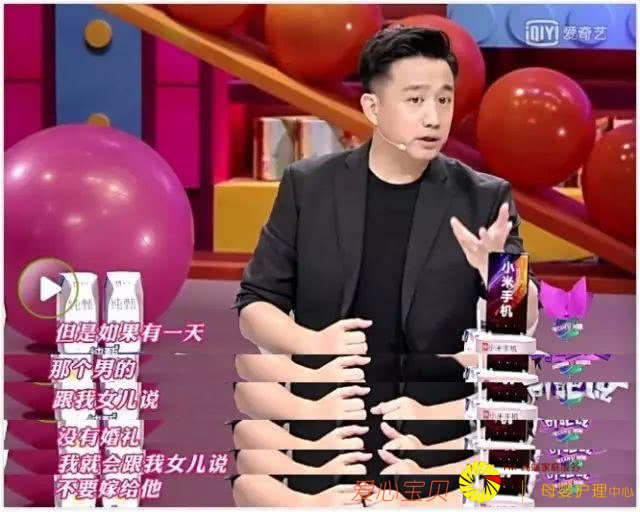 iQIYI 爱奇艺
小米手机
纯甄
纯甄
但是如果有一天
小米手机
那个男的
跟我女儿说
小米手机
没有婚礼
我就会跟我女儿说
不要嫁给他
爱心宝贝
母婴护理中心